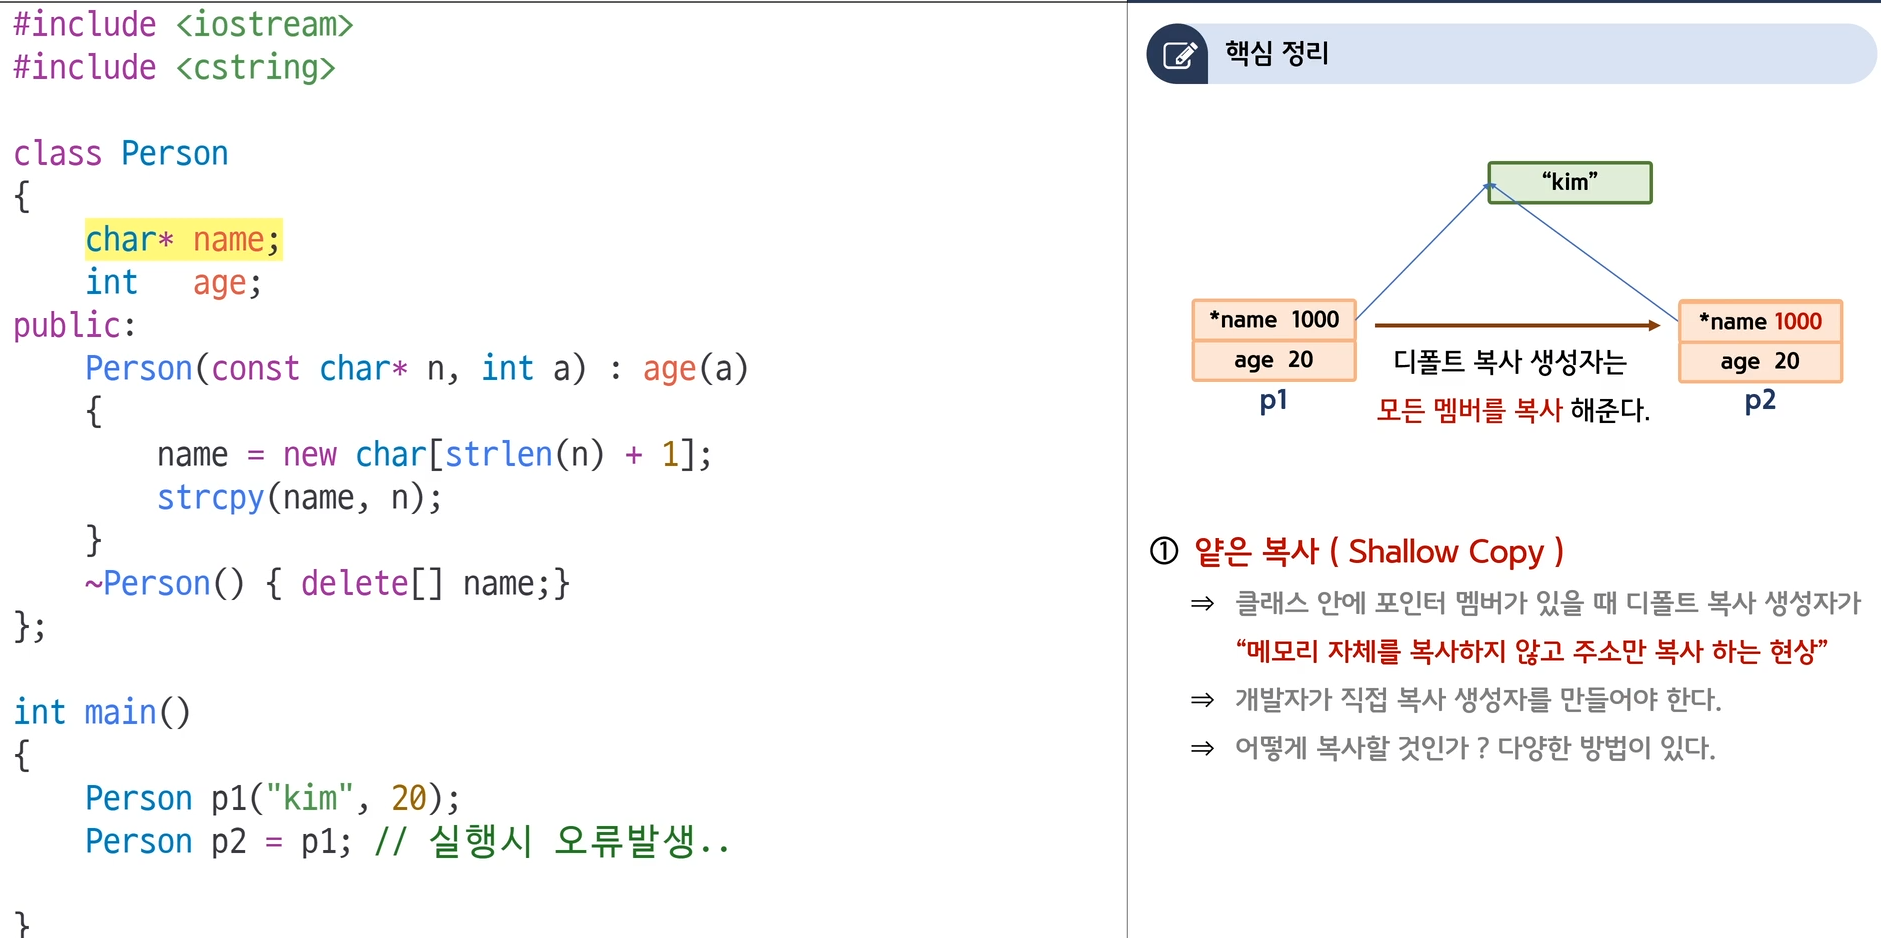 #include <iostream>
#include <cstring>
class Person
{
    char* name;
    int   age;
public:
    Person(const char* n, int a) : age(a)
    {
        name = new char[strlen(n) + 1];
        strcpy(name, n);
    }
    ~Person() { delete[] name;}
};
int main()
{
    Person p1("kim", 20);
    Person p2 = p1; // 실행시 오류발생..
}
핵심 정리
“kim”
*name 1000
age 20
p1
디폴트 복사 생성자는
모든 멤버를 복사 해준다.
*name 1000
age 20
p2
① 얕은 복사 ( Shallow Copy )
⇒ 클래스 안에 포인터 멤버가 있을 때 디폴트 복사 생성자가
“메모리 자체를 복사하지 않고 주소만 복사 하는 현상”
⇒ 개발자가 직접 복사 생성자를 만들어야 한다.
⇒ 어떻게 복사할 것인가 ? 다양한 방법이 있다.